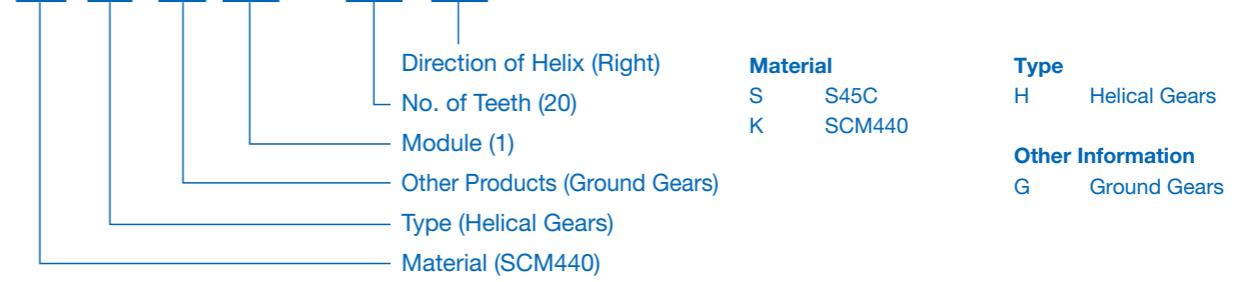 Direction of Helix (Right)
No. of Teeth (20)
Module (1)
Other Products (Ground Gears)
Type (Helical Gears)
Material (SCM440)
Material
S S45C
K SCM440
Type
H Helical Gears
Other Information
G Ground Gears